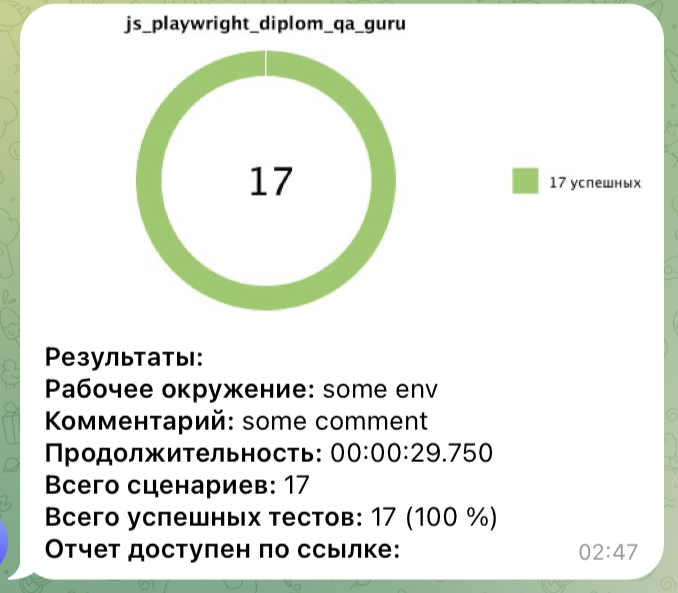 js_playwright_diplom_qa_guru
17
17 успешных
Результаты:
Рабочее окружение: some env
Комментарий: some comment
Продолжительность: 00:00:29.750
Всего сценариев: 17
Всего успешных тестов: 17 (100 %)
Отчет доступен по ссылке:
02:47